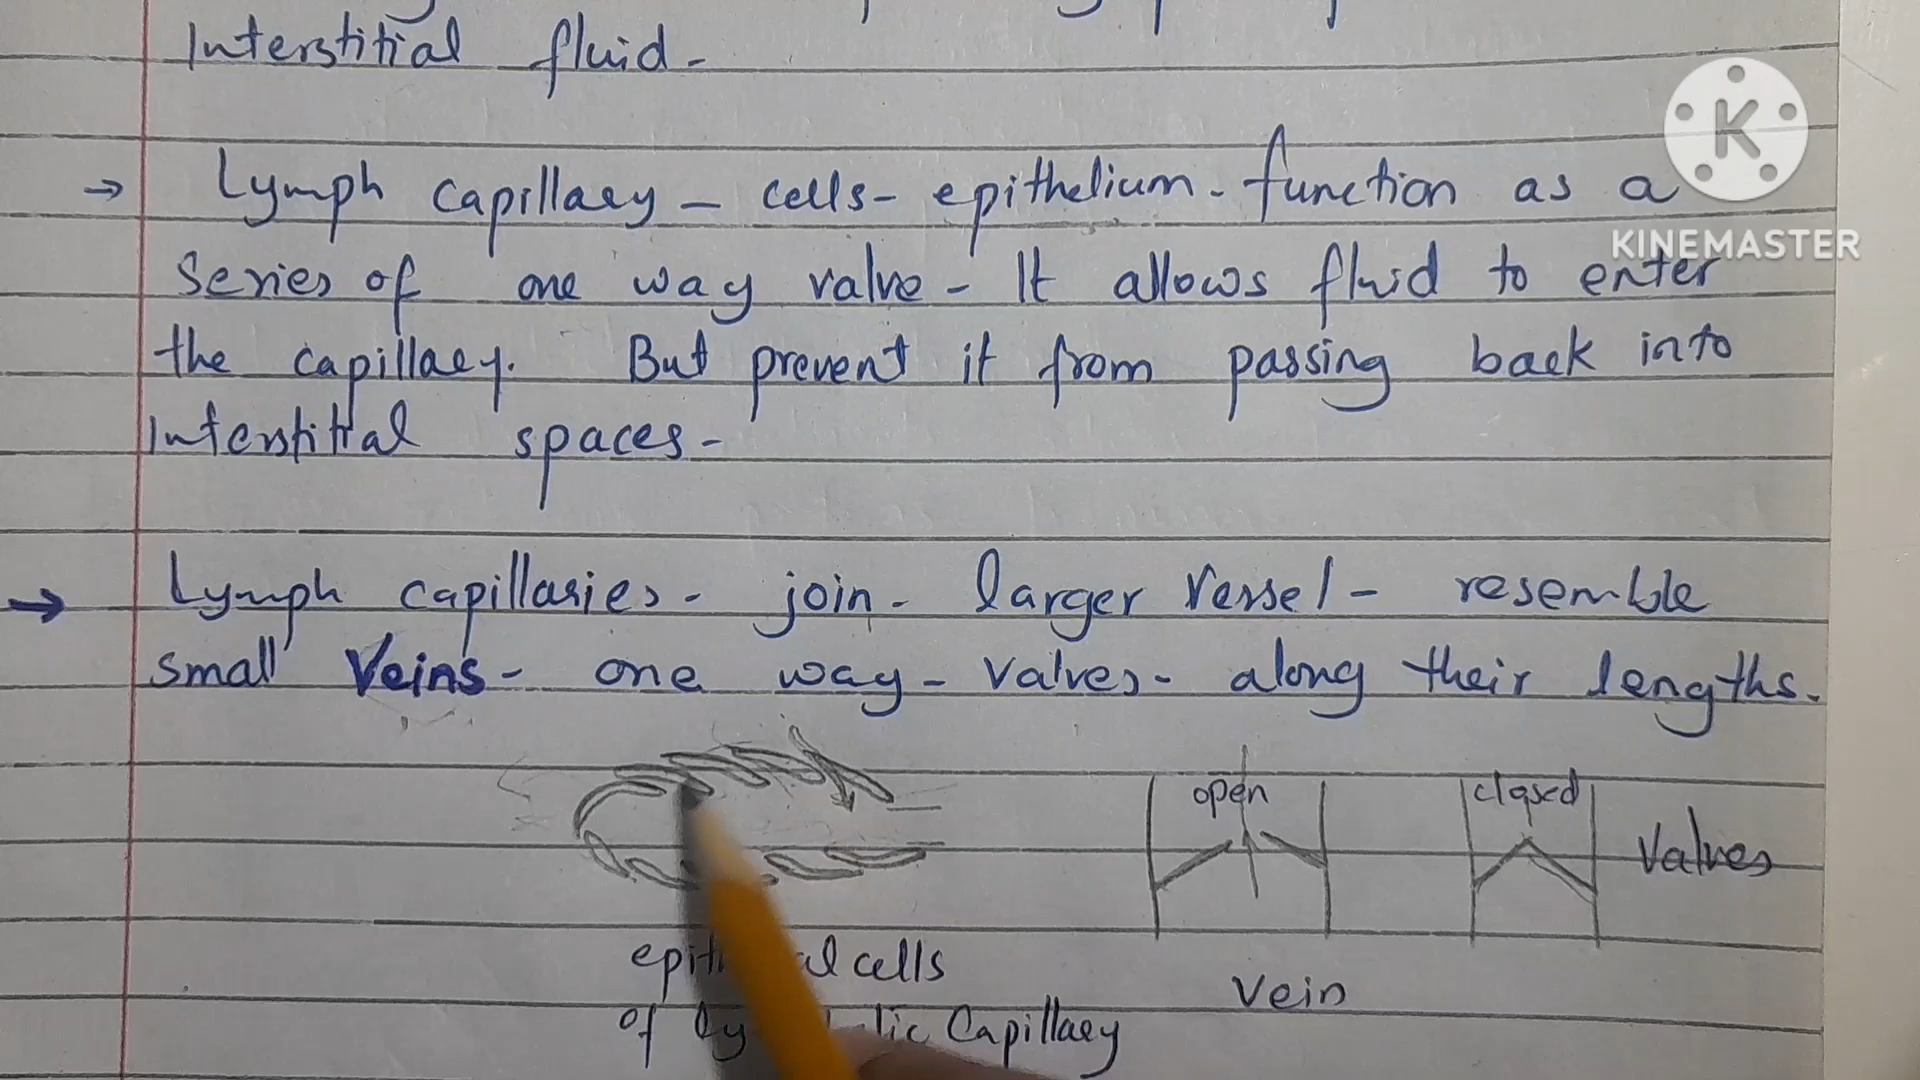 Interstitial fluid-
K
KINEMASTER
→ Lymph capillary - cells - epithelium - function as a
series of one way valve - It allows fluid to enter
the capillary. But prevent it from passing back into
Interstitial spaces-
→ Lymph capillaries - join - larger vessel - resemble
small Veins - one way - valves - along their lengths.
open closed
Valves
cells
Vein
of Capillary